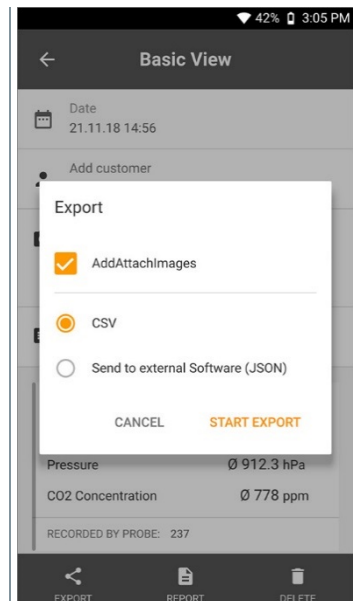 42% 3:05 PM
Basic View
Date
21.11.18 14:56
Add customer
Export
AddAttachImages
CSV
Send to external Software (JSON)
CANCEL START EXPORT
Pressure Ø 912.3 hPa
CO2 Concentration Ø 778 ppm
RECORDED BY PROBE: 237
EXPORT REPORT DELETE